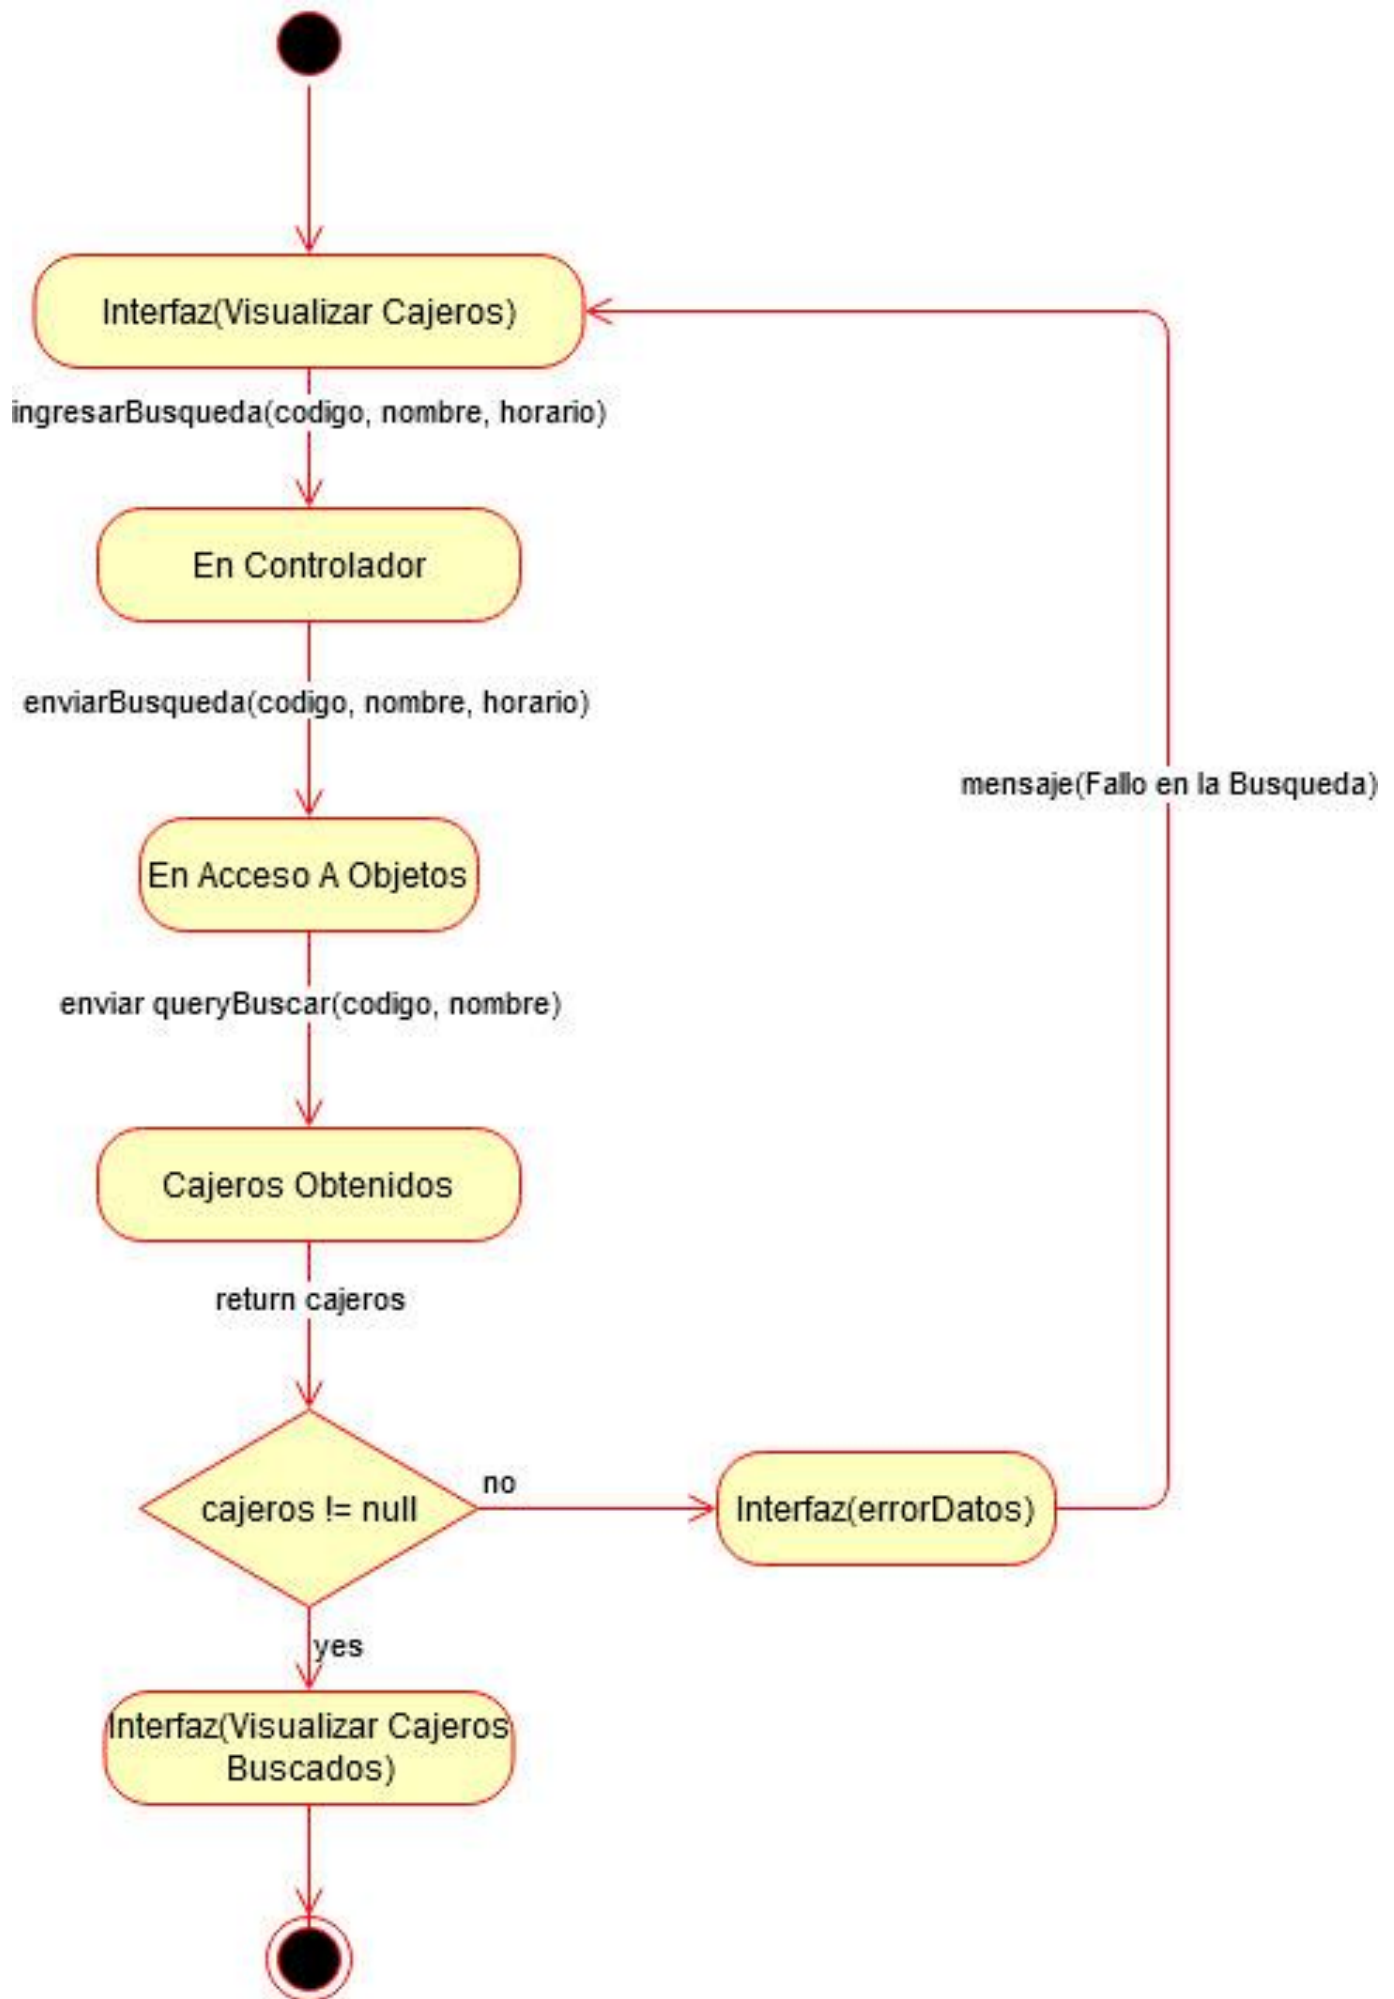 Interfaz(Visualizar Cajeros)
ingresarBusqueda(codigo, nombre, horario)
En Controlador
enviarBusqueda(codigo, nombre, horario)
mensaje(Fallo en la Busqueda)
En Acceso A Objetos
enviar queryBuscar(codigo, nombre)
Cajeros Obtenidos
return cajeros
cajeros != null
no
Interfaz(errorDatos)
yes
Interfaz(Visualizar Cajeros
Buscados)